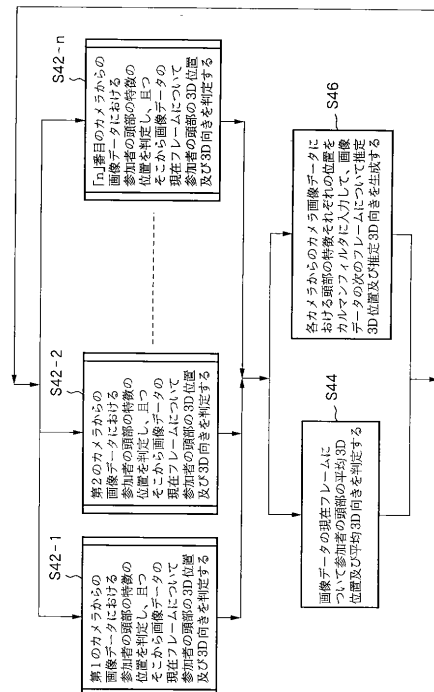 S42-1
第1のカメラからの
画像データにおける
参加者の頭部の特徴の
位置を判定し、且つ
そこから画像データの
現在フレームについて
参加者の頭部の3D位置
及び3D向きを判定する
S42-2
第2のカメラからの
画像データにおける
参加者の頭部の特徴の
位置を判定し、且つ
そこから画像データの
現在フレームについて
参加者の頭部の3D位置
及び3D向きを判定する
S42-n
「n」番目のカメラからの
画像データにおける
参加者の頭部の特徴の
位置を判定し、且つ
そこから画像データの
現在フレームについて
参加者の頭部の3D位置
及び3D向きを判定する
S44
画像データの現在フレームに
ついて参加者の頭部の平均3D
位置及び平均3D向きを判定する
S46
各カメラからのカメラ画像データに
おける頭部の特徴それぞれの位置を
カルマンフィルタに入力して、画像
データの次のフレームについて推定
3D位置及び推定3D向きを生成する